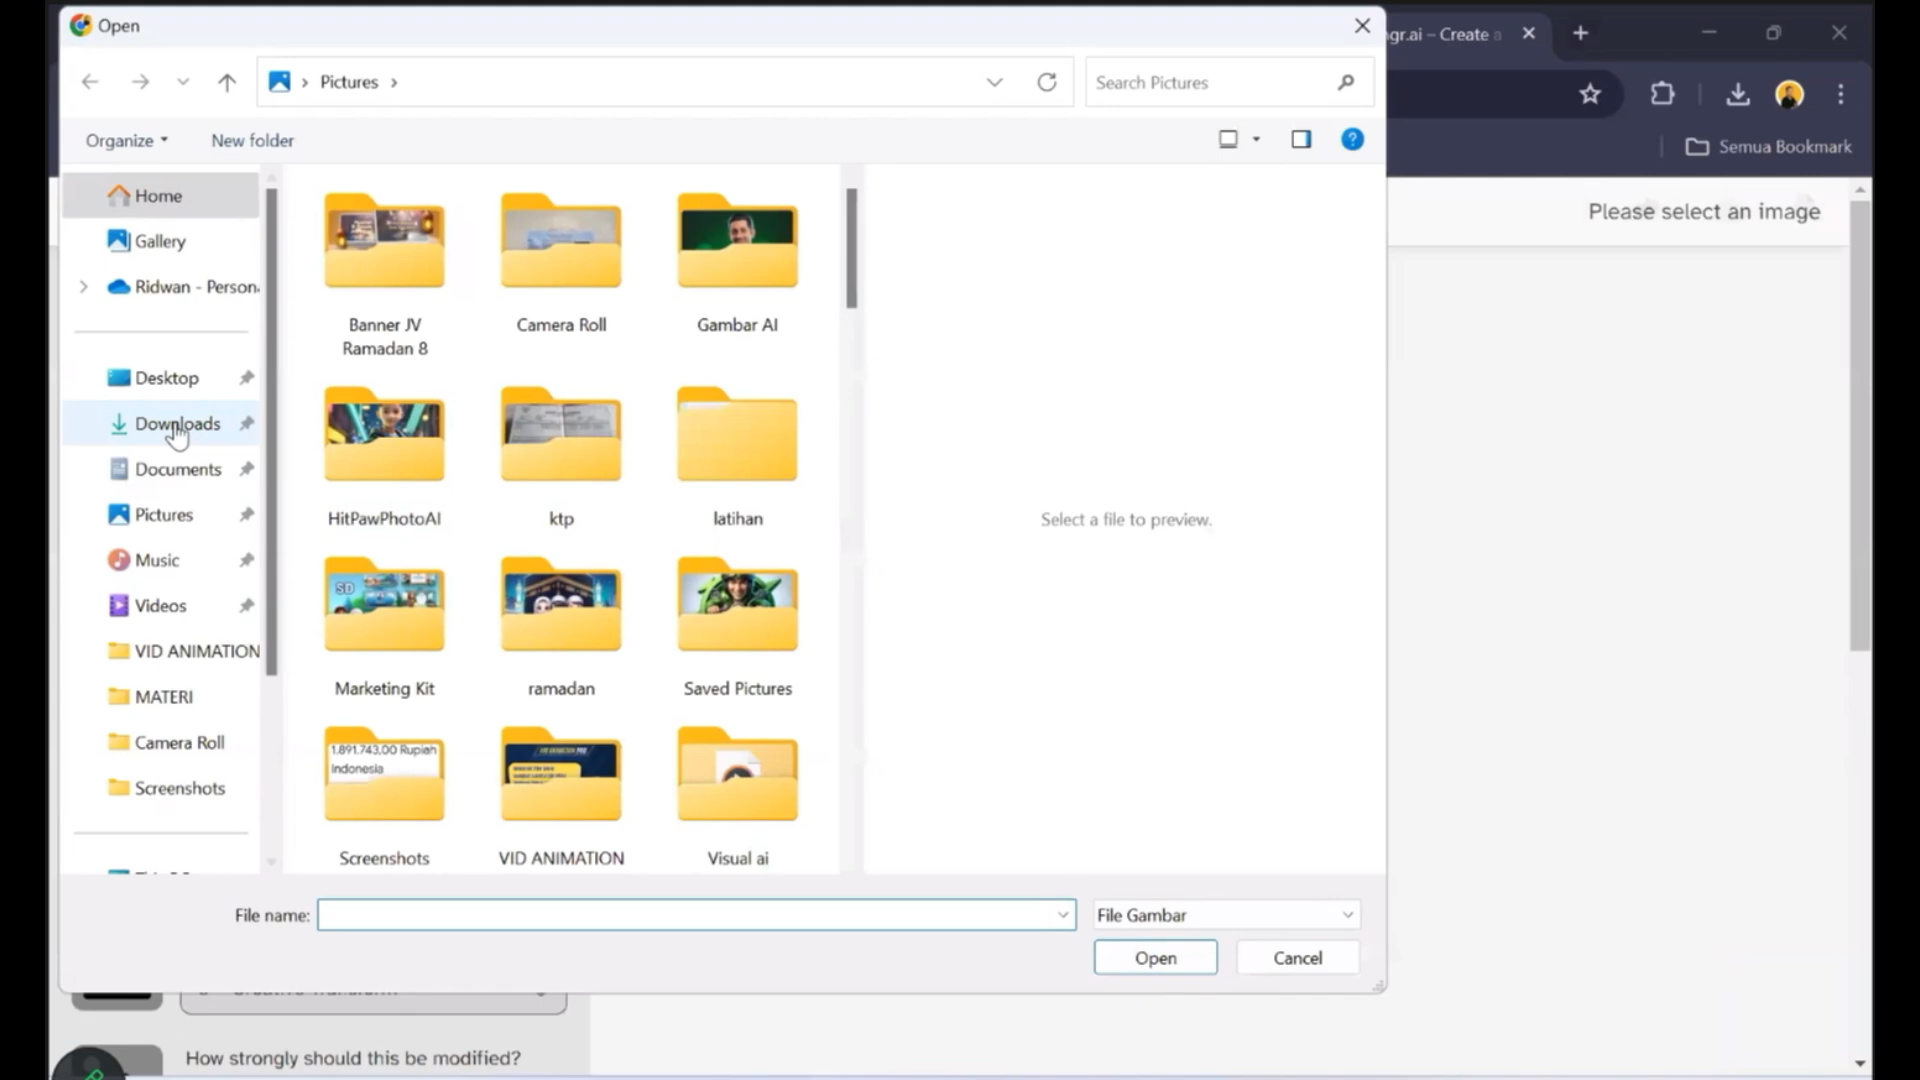 Open
gr.ai – Create a
Pictures
Search Pictures
Organize
New folder
Semua Bookmark
Please select an image
Home
Gallery
Ridwan - Person
Desktop
Downloads
Documents
Pictures
Music
Videos
VID ANIMATION
MATERI
Camera Roll
Screenshots
Banner JV
Ramadan 8
Camera Roll
Gambar AI
HitPawPhotoAI
ktp
latihan
SD
Marketing Kit
ramadan
Saved Pictures
1.891.743,00 Rupiah
Indonesia
Screenshots
VID ANIMATION
Visual ai
Select a file to preview.
File name:
File Gambar
Open
Cancel
How strongly should this be modified?